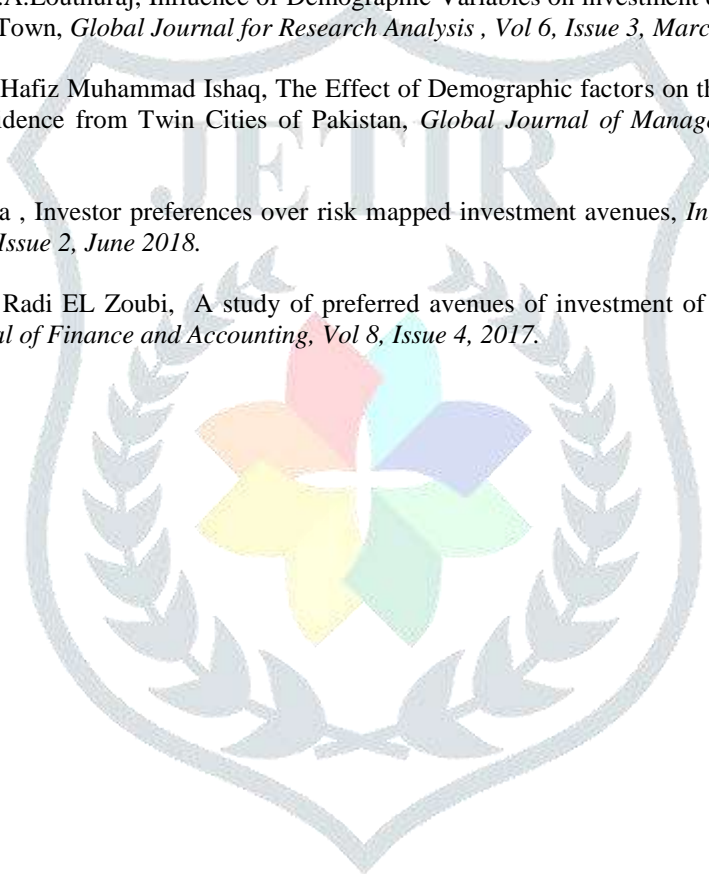 .A.Louthuraj, Influence of Demographic Variables on investment
Town, Global Journal for Research Analysis , Vol 6, Issue 3, Marc
Hafiz Muhammad Ishaq, The Effect of Demographic factors on th
idence from Twin Cities of Pakistan, Global Journal of Manage
JETIR
a , Investor preferences over risk mapped investment avenues, In
Issue 2, June 2018.
Radi EL Zoubi, A study of preferred avenues of investment of
al of Finance and Accounting, Vol 8, Issue 4, 2017.